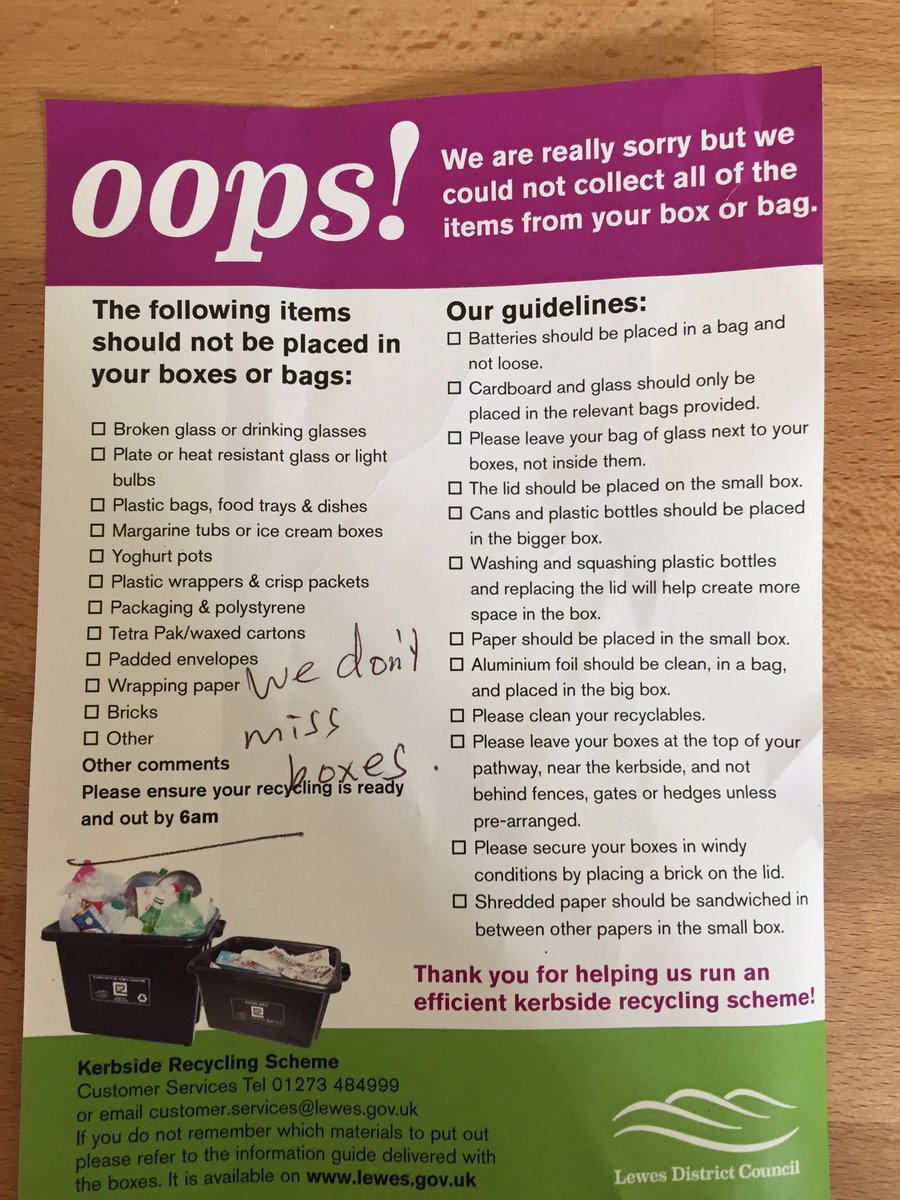 oops!
We are really sorry but we
could not collect all of the
items from your box or bag.
The following items
should not be placed in
your boxes or bags:
Broken glass or drinking glasses
Plate or heat resistant glass or light
bulbs
Plastic bags, food trays & dishes
Margarine tubs or ice cream boxes
Yoghurt pots
Plastic wrappers & crisp packets
Packaging & polystyrene
Tetra Pak/waxed cartons
Padded envelopes
Wrapping paper
Bricks
Other
we don't
miss
boxes.
Other comments
Please ensure your recycling is ready
and out by 6am
Our guidelines:
Batteries should be placed in a bag and
not loose.
Cardboard and glass should only be
placed in the relevant bags provided.
Please leave your bag of glass next to your
boxes, not inside them.
The lid should be placed on the small box.
Cans and plastic bottles should be placed
in the bigger box.
Washing and squashing plastic bottles
and replacing the lid will help create more
space in the box.
Paper should be placed in the small box.
Aluminium foil should be clean, in a bag,
and placed in the big box.
Please clean your recyclables.
Please leave your boxes at the top of your
pathway, near the kerbside, and not
behind fences, gates or hedges unless
pre-arranged.
Please secure your boxes in windy
conditions by placing a brick on the lid.
Shredded paper should be sandwiched in
between other papers in the small box.
Thank you for helping us run an
efficient kerbside recycling scheme!
Kerbside Recycling Scheme
Customer Services Tel 01273 484999
or email customer.services@lewes.gov.uk
If you do not remember which materials to put out
please refer to the information guide delivered with
the boxes. It is available on www.lewes.gov.uk
Lewes District Council